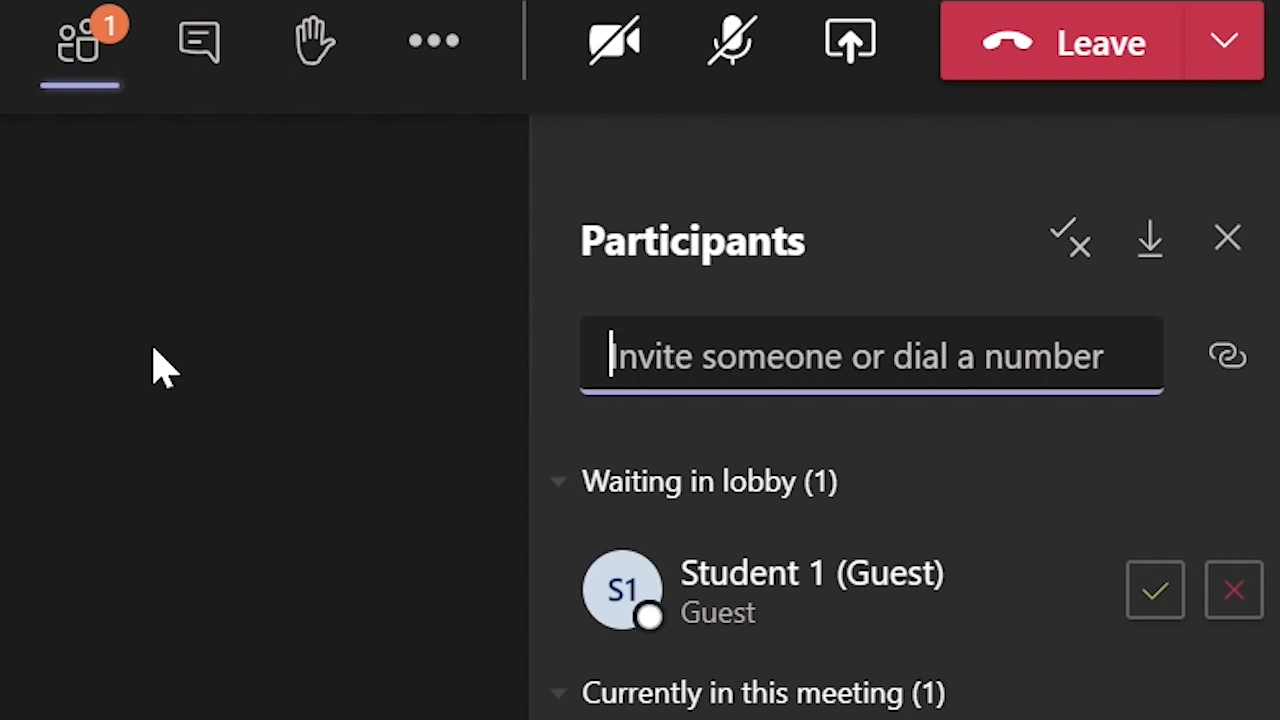 1
Leave
Participants
Invite someone or dial a number
Waiting in lobby (1)
S1
Student 1 (Guest)
Guest
Currently in this meeting (1)